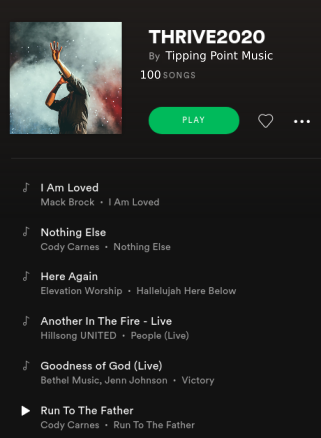 THRIVE2020
By Tipping Point Music
100 SONGS
PLAY
I Am Loved
Mack Brock • I Am Loved
Nothing Else
Cody Carnes • Nothing Else
Here Again
Elevation Worship • Hallelujah Here Below
Another In The Fire - Live
Hillsong UNITED • People (Live)
Goodness of God (Live)
Bethel Music, Jenn Johnson • Victory
Run To The Father
Cody Carnes • Run To The Father